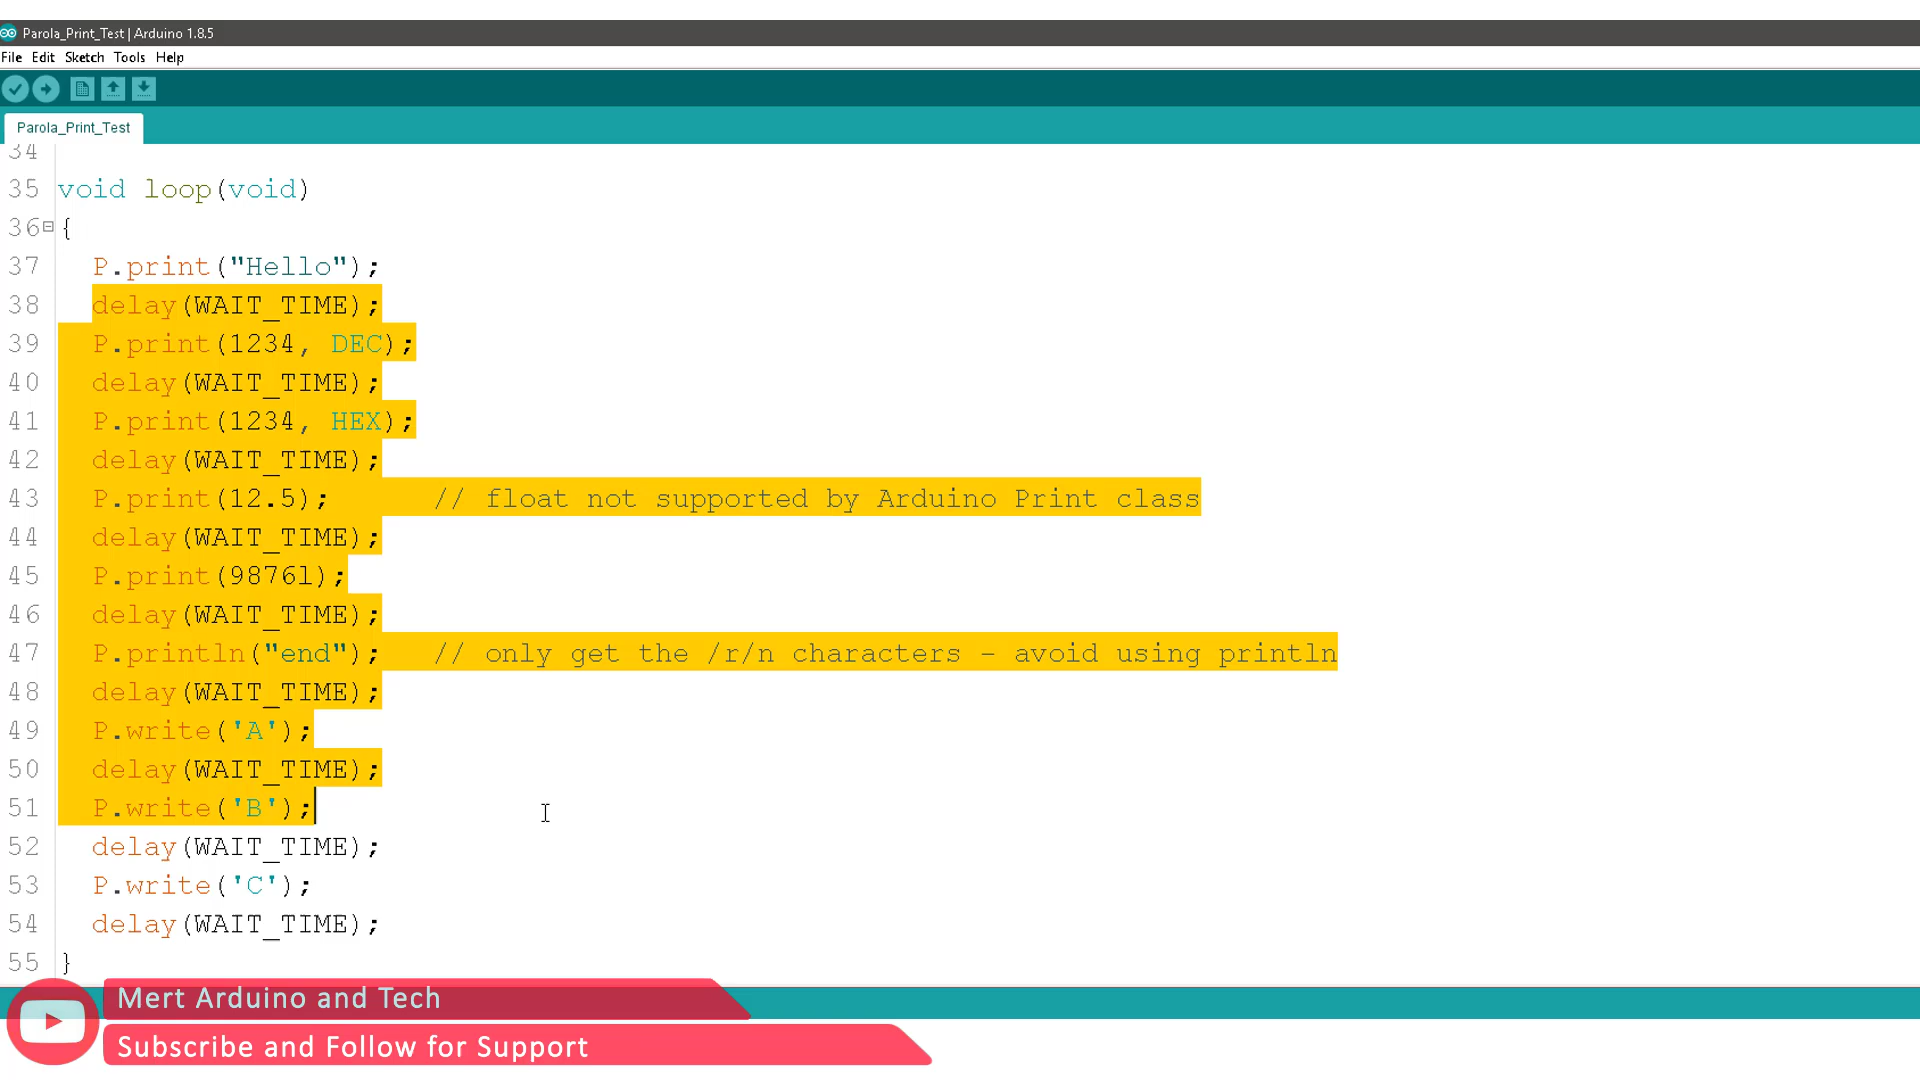 Parola_Print_Test | Arduino 1.8.5
File Edit Sketch Tools Help
Parola_Print_Test
34
35 void loop(void)
36 {
37 P.print("Hello");
38 delay(WAIT_TIME);
39 P.print(1234, DEC);
40 delay(WAIT_TIME);
41 P.print(1234, HEX);
42 delay(WAIT_TIME);
43 P.print(12.5); // float not supported by Arduino Print class
44 delay(WAIT_TIME);
45 P.print(9876l);
46 delay(WAIT_TIME);
47 P.println("end"); // only get the /r/n characters - avoid using println
48 delay(WAIT_TIME);
49 P.write('A');
50 delay(WAIT_TIME);
51 P.write('B');
52 delay(WAIT_TIME);
53 P.write('C');
54 delay(WAIT_TIME);
55 }
Mert Arduino and Tech
Subscribe and Follow for Support